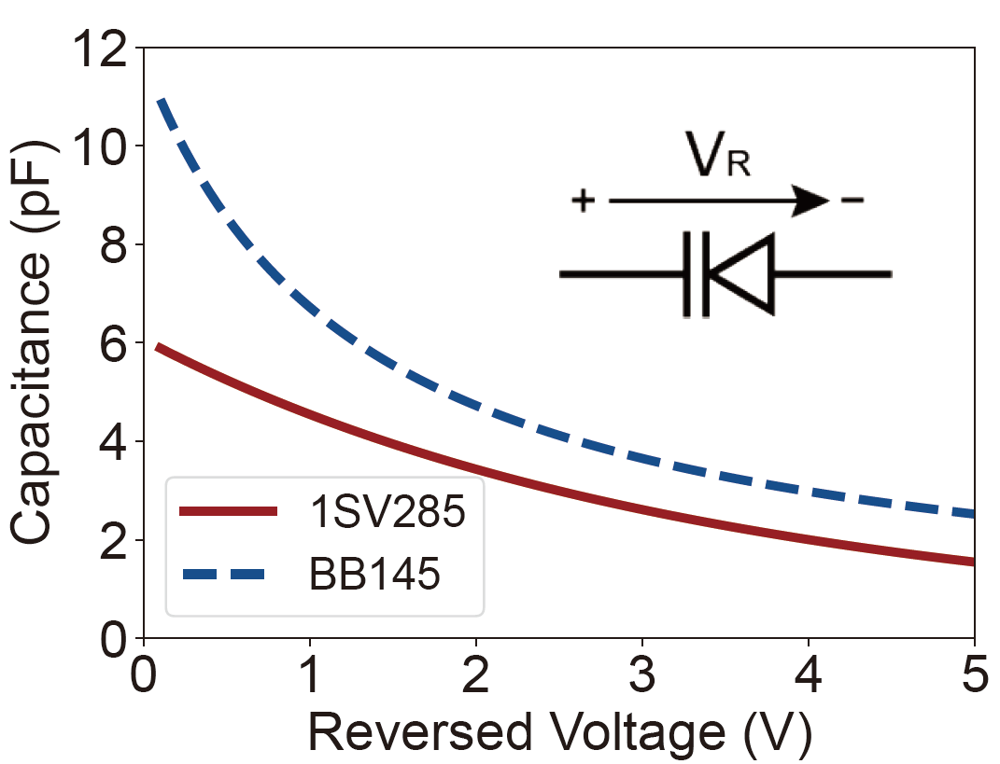 12
10
8
6
4
2
0
Capacitance (pF)
VR
+ −
1SV285
BB145
0 1 2 3 4 5
Reversed Voltage (V)